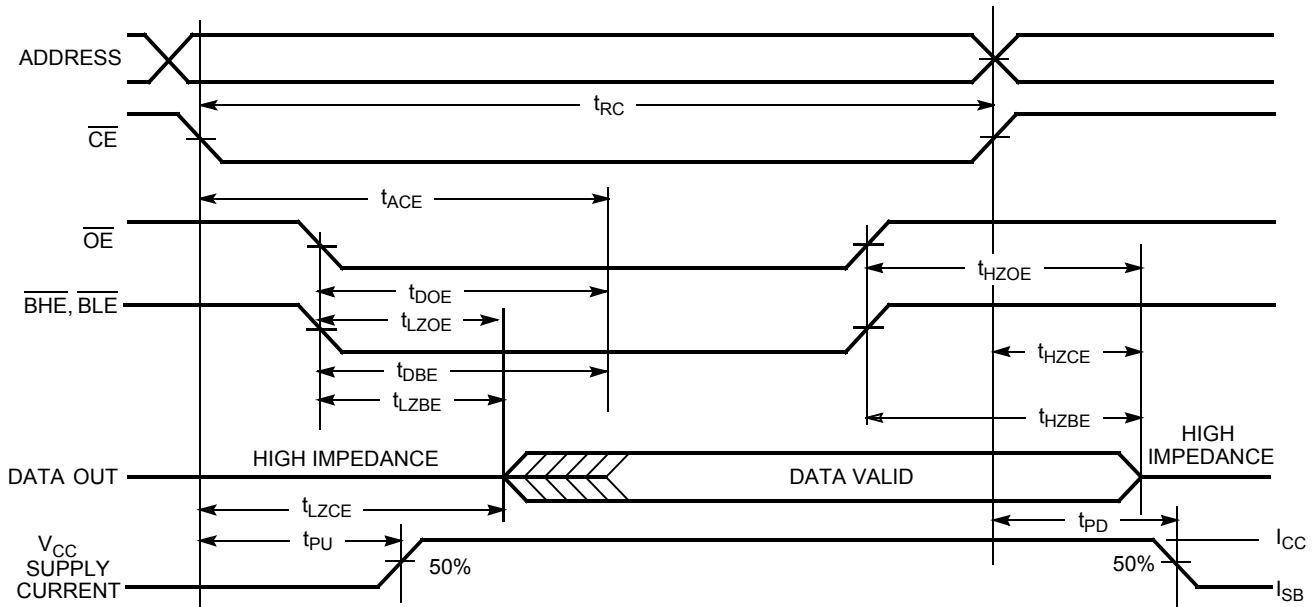 ADDRESS
tRC
CE
tACE
OE
tHZOE
tDOE
BHE, BLE
tLZOE
tHZCE
tDBE
tLZBE
tHZBE
HIGH
IMPEDANCE
HIGH IMPEDANCE
DATA OUT
DATA VALID
tLZCE
tPD
tPU
VCC
SUPPLY
CURRENT
50%
50%
ICC
ISB